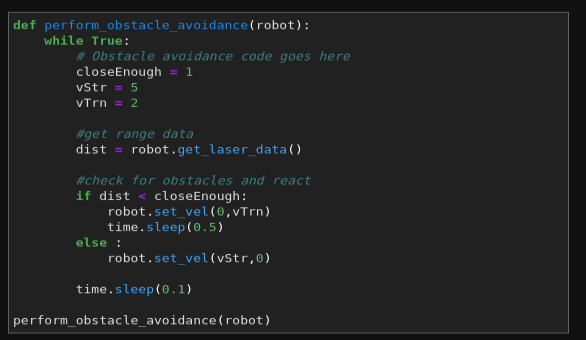 def perform_obstacle_avoidance(robot):
    while True:
        # Obstacle avoidance code goes here
        closeEnough = 1
        vStr = 5
        vTrn = 2

        #get range data
        dist = robot.get_laser_data()

        #check for obstacles and react
        if dist < closeEnough:
            robot.set_vel(0,vTrn)
            time.sleep(0.5)
        else :
            robot.set_vel(vStr,0)

        time.sleep(0.1)

perform_obstacle_avoidance(robot)